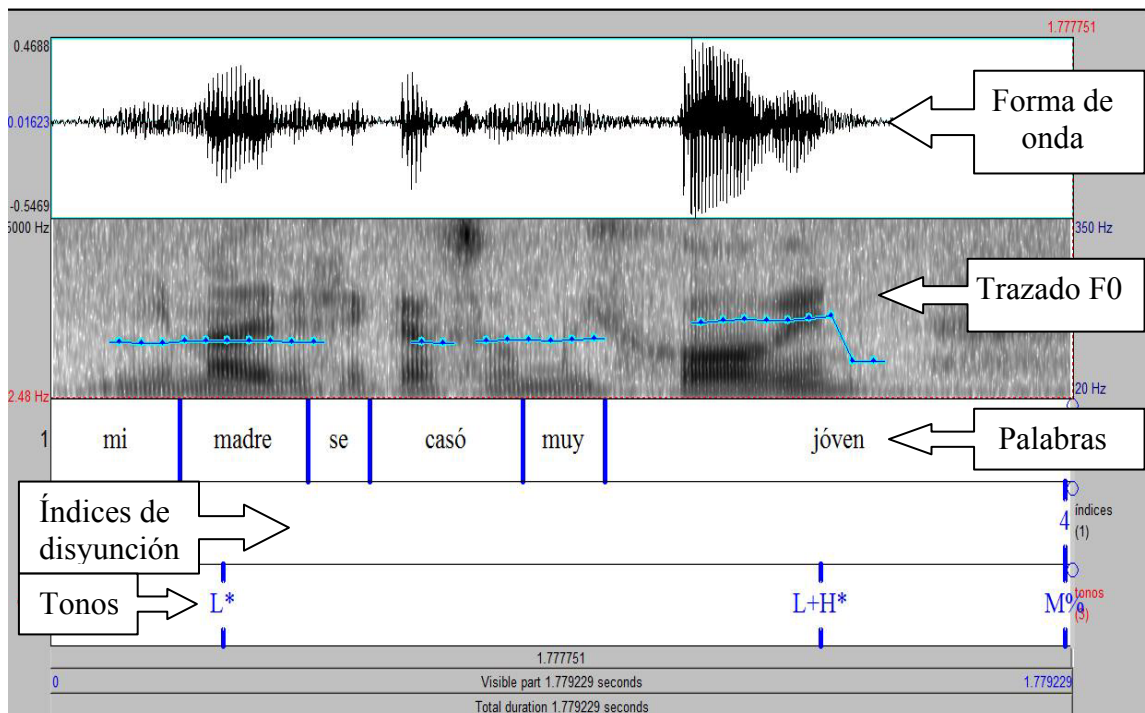 1.777751
0.4688
0.01623
-0.5469
Forma de
onda
5000 Hz
350 Hz
Trazado F0
2.48 Hz
20 Hz
1
mi madre se casó muy jóven
Palabras
Índices de
disyunción
4
índices
(1)
Tonos
L* L+H* M%
tonos
(3)
1.777751
0 Visible part 1.779229 seconds 1.779229
Total duration 1.779229 seconds